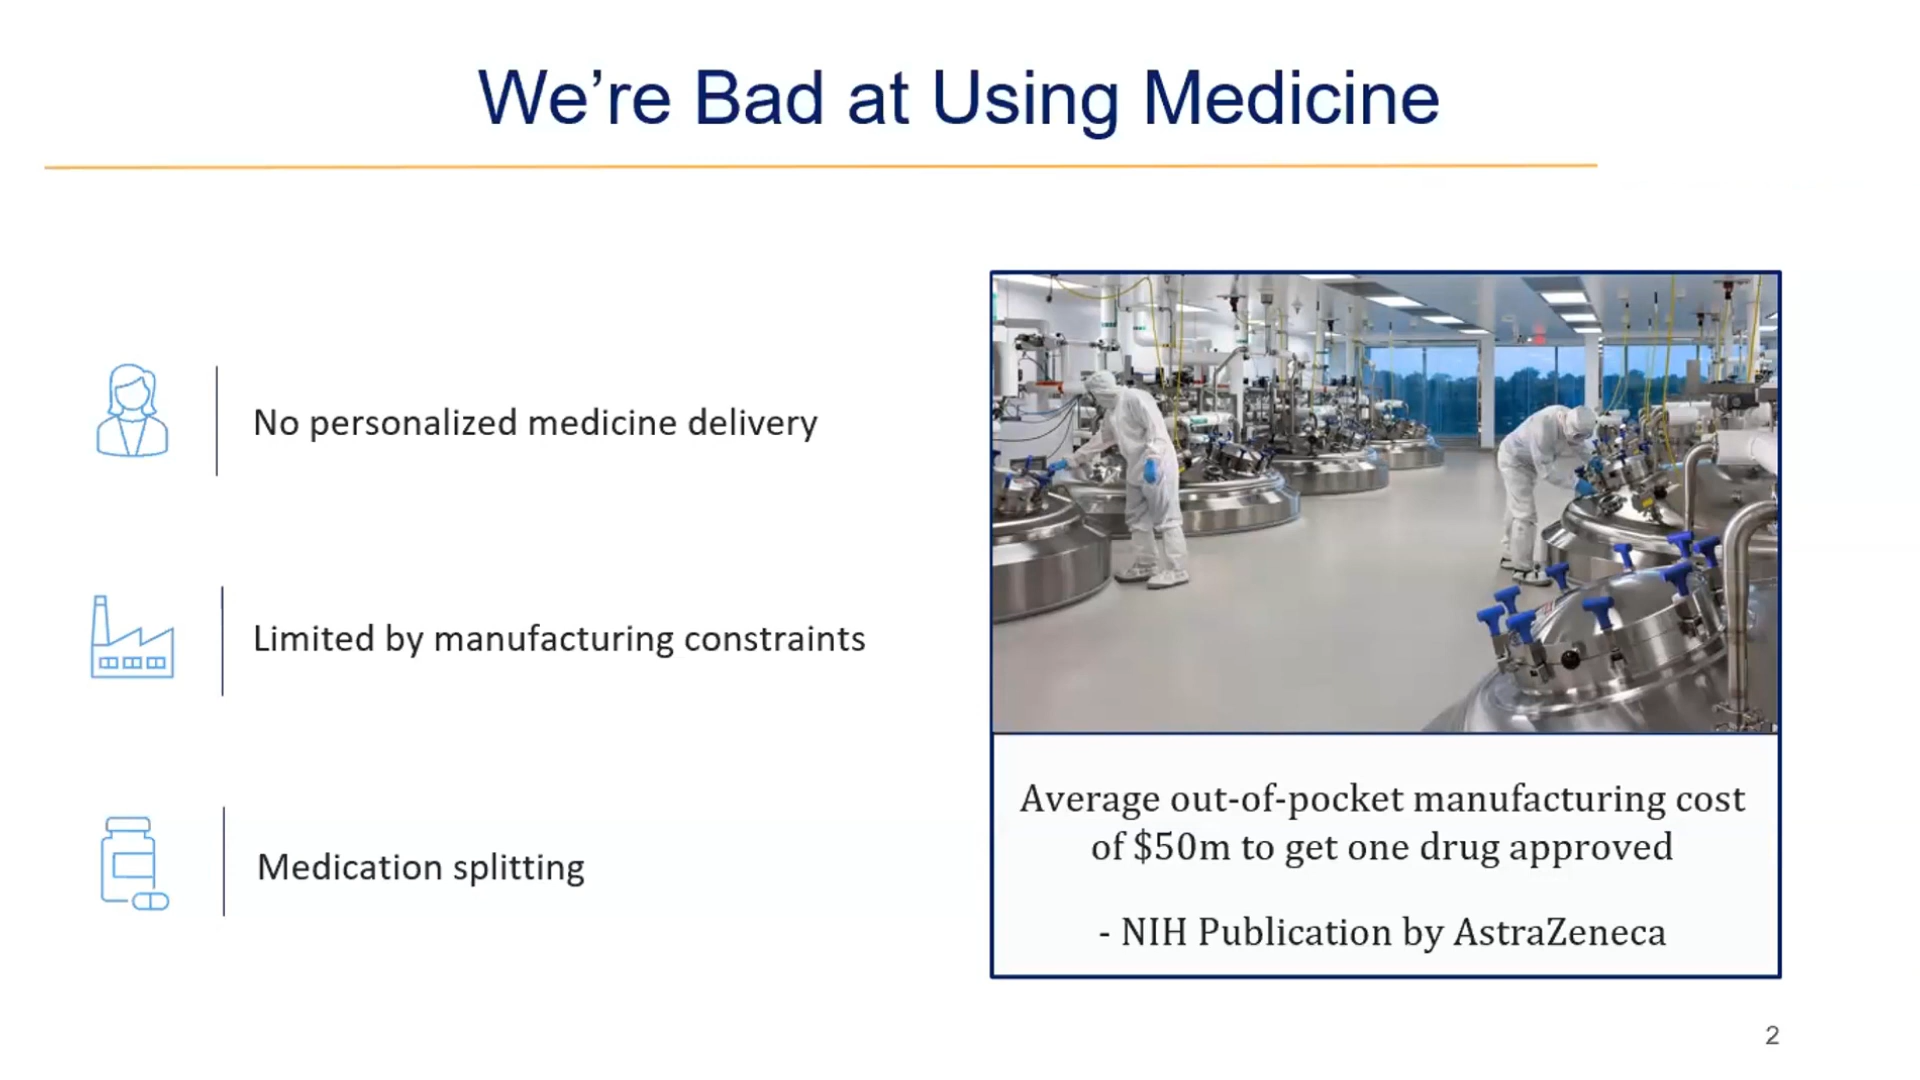 We’re Bad at Using Medicine
No personalized medicine delivery
Limited by manufacturing constraints
Medication splitting
Average out-of-pocket manufacturing cost
of $50m to get one drug approved
- NIH Publication by AstraZeneca
2